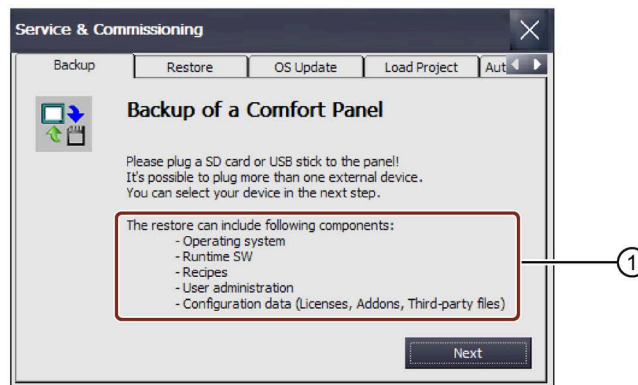 Service & Commissioning
Backup
Restore
OS Update
Load Project
Aut
Backup of a Comfort Panel
Please plug a SD card or USB stick to the panel!
It's possible to plug more than one external device.
You can select your device in the next step.
The restore can include following components:
- Operating system
- Runtime SW
- Recipes
- User administration
- Configuration data (Licenses, Addons, Third-party files)
1
Next